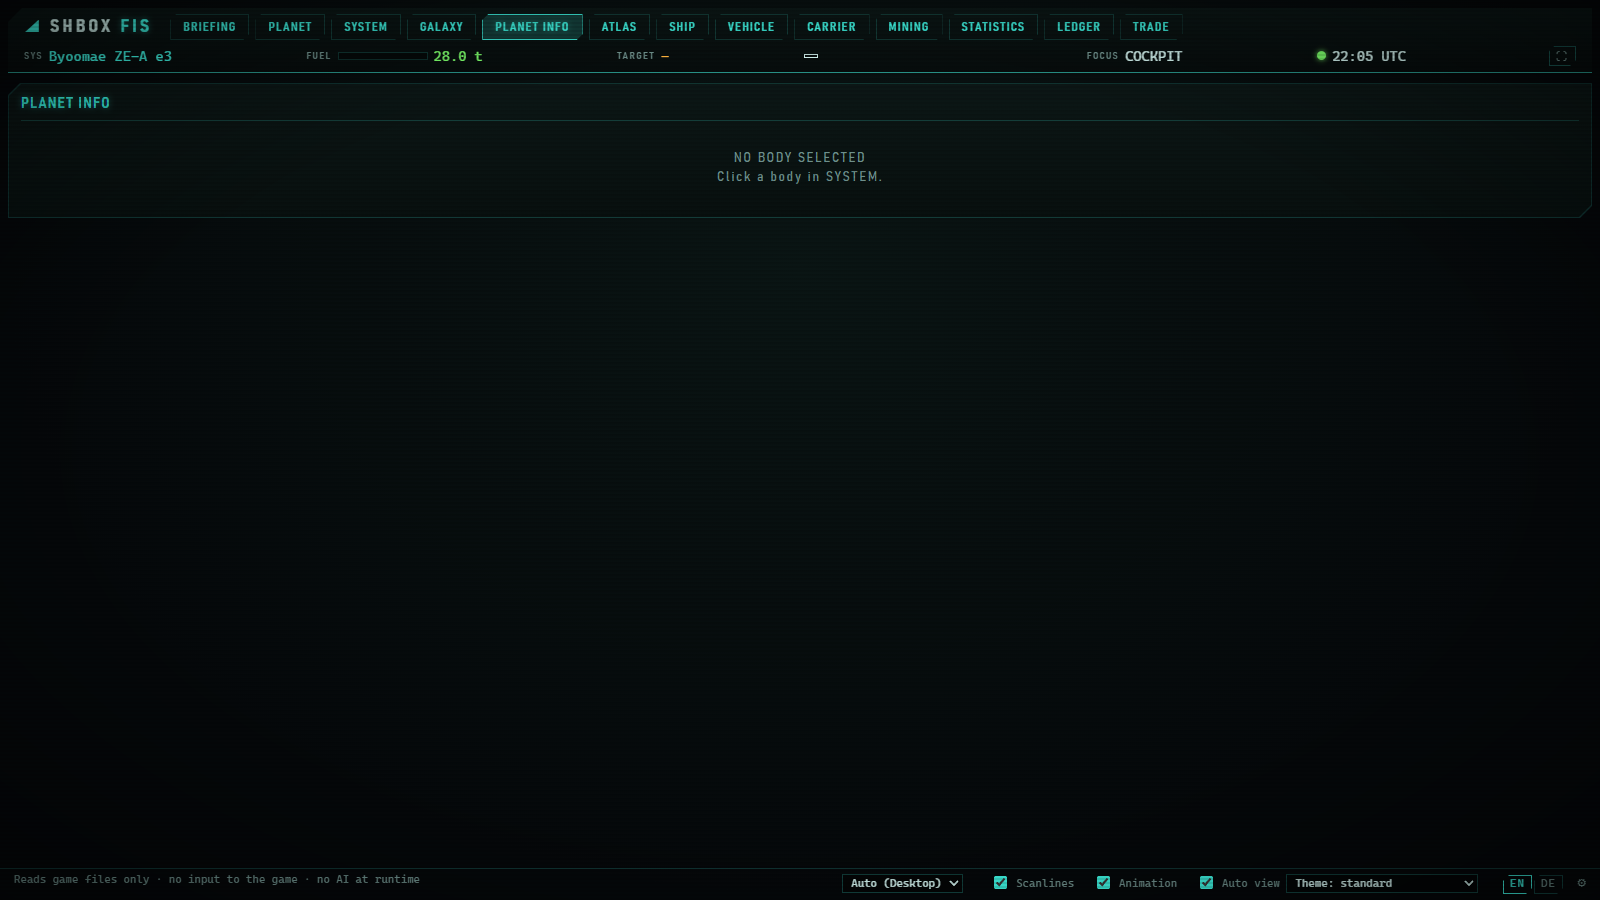 SHBOX FIS
BRIEFING PLANET SYSTEM GALAXY PLANET INFO ATLAS SHIP VEHICLE CARRIER MINING STATISTICS LEDGER TRADE
SYS Byoomae ZE-A e3 FUEL 28.0 t TARGET — FOCUS COCKPIT 22:05 UTC
PLANET INFO
NO BODY SELECTED
Click a body in SYSTEM.
Reads game files only · no input to the game · no AI at runtime
Auto (Desktop) Scanlines Animation Auto view Theme: standard EN DE